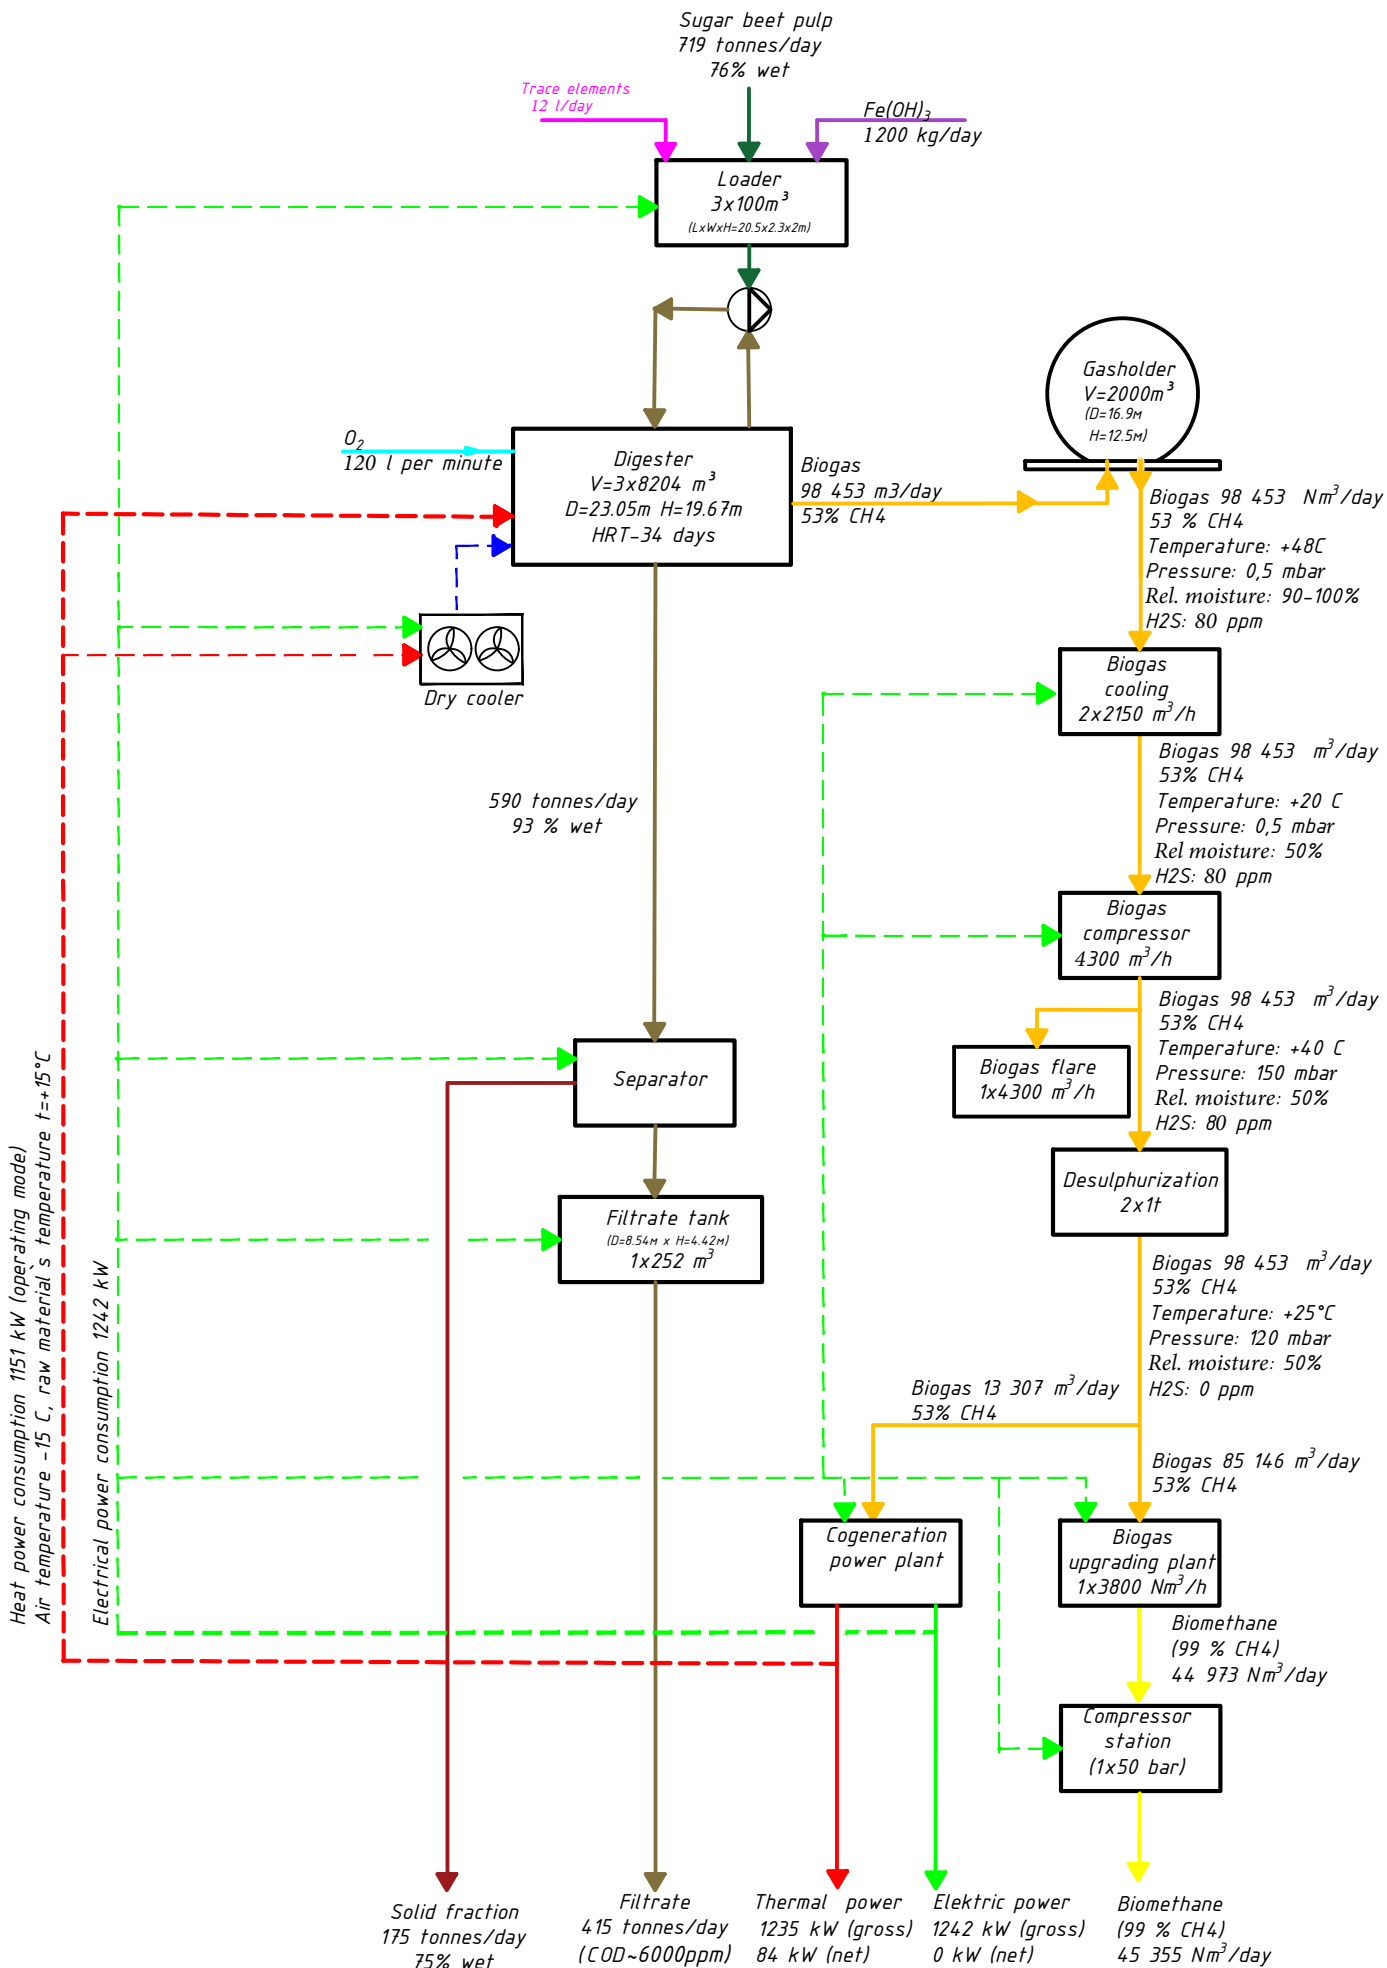 Sugar beet pulp
719 tonnes/day
76% wet
Trace elements
12 l/day
Fe(OH)₃
1200 kg/day
Loader
3x100m³
(LxWxH=20.5x2.3x2m)
Gasholder
V=2000m³
(D=16.9м
H=12.5м)
O₂
120 l per minute
Digester
V=3x8204 m³
D=23.05m H=19.67m
HRT-34 days
Biogas
98 453 m3/day
53% CH4
Biogas 98 453 Nm³/day
53 % CH4
Temperature: +48C
Pressure: 0,5 mbar
Rel. moisture: 90-100%
H2S: 80 ppm
Dry cooler
Biogas
cooling
2x2150 m³/h
Biogas 98 453 m³/day
53% CH4
Temperature: +20 C
Pressure: 0,5 mbar
Rel moisture: 50%
H2S: 80 ppm
590 tonnes/day
93 % wet
Biogas
compressor
4300 m³/h
Biogas 98 453 m³/day
53% CH4
Temperature: +40 C
Pressure: 150 mbar
Rel. moisture: 50%
H2S: 80 ppm
Biogas flare
1x4300 m³/h
Separator
Desulphurization
2x1t
Filtrate tank
(D=8.54м x H=4.42м)
1x252 m³
Biogas 98 453 m³/day
53% CH4
Temperature: +25°C
Pressure: 120 mbar
Rel. moisture: 50%
H2S: 0 ppm
Heat power consumption 1151 kW (operating mode)
Air temperature -15 C, raw material`s temperature t=+15°C
Electrical power consumption 1242 kW
Biogas 13 307 m³/day
53% CH4
Biogas 85 146 m³/day
53% CH4
Cogeneration
power plant
Biogas
upgrading plant
1x3800 Nm³/h
Biomethane
(99 % CH4)
44 973 Nm³/day
Compressor
station
(1x50 bar)
Solid fraction
175 tonnes/day
75% wet
Filtrate
415 tonnes/day
(COD~6000ppm)
Thermal power
1235 kW (gross)
84 kW (net)
Elektric power
1242 kW (gross)
0 kW (net)
Biomethane
(99 % CH4)
45 355 Nm³/day